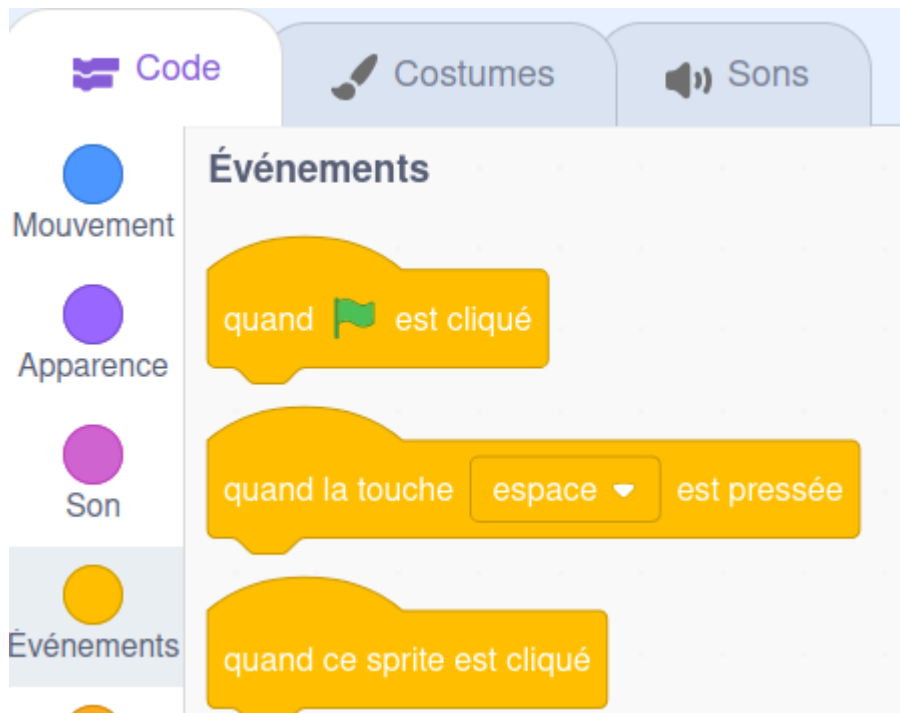 Code
Costumes
Sons
Mouvement
Apparence
Son
Événements
Événements
quand est cliqué
quand la touche espace est pressée
quand ce sprite est cliqué